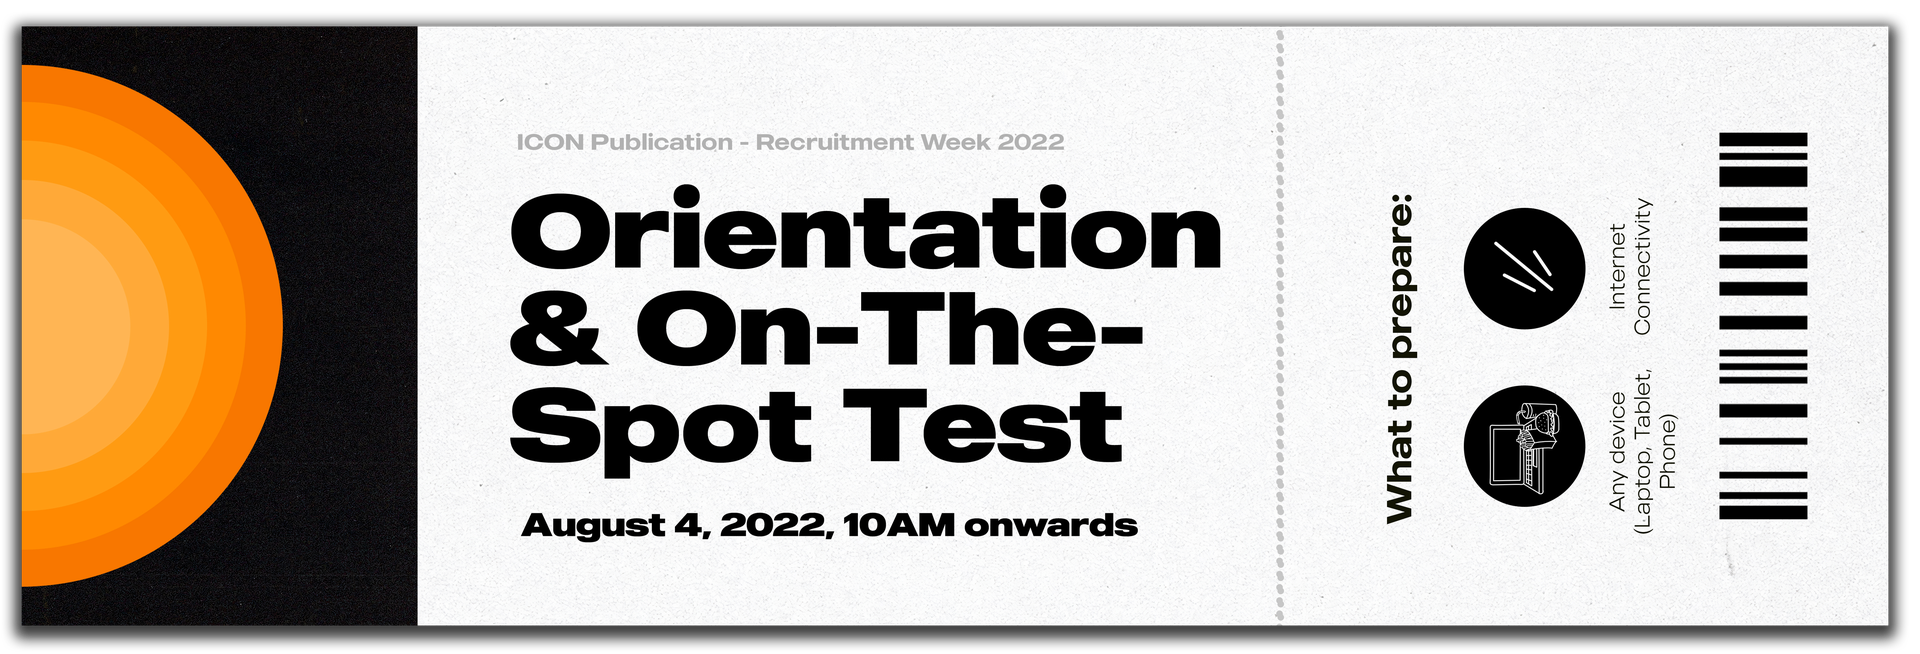 ICON Publication - Recruitment Week 2022
Orientation
& On-The-
Spot Test
August 4, 2022, 10AM onwards
What to prepare:
Any device
(Laptop, Tablet,
Phone)
Internet
Connectivity